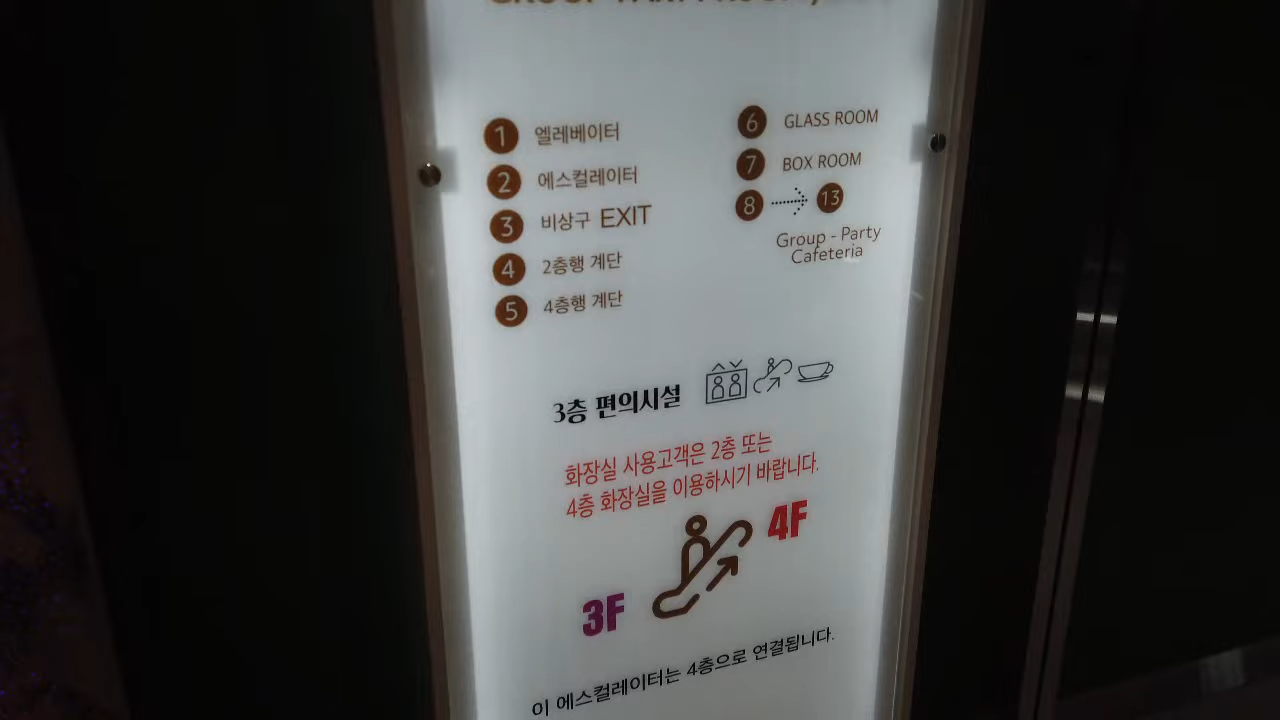 GROUP PARTY ROOM
1 엘레베이터
2 에스컬레이터
3 비상구 EXIT
4 2층행 계단
5 4층행 계단
6 GLASS ROOM
7 BOX ROOM
8 13
Group - Party
Cafeteria
3층 편의시설
화장실 사용고객은 2층 또는
4층 화장실을 이용하시기 바랍니다.
4F
3F
이 에스컬레이터는 4층으로 연결됩니다.